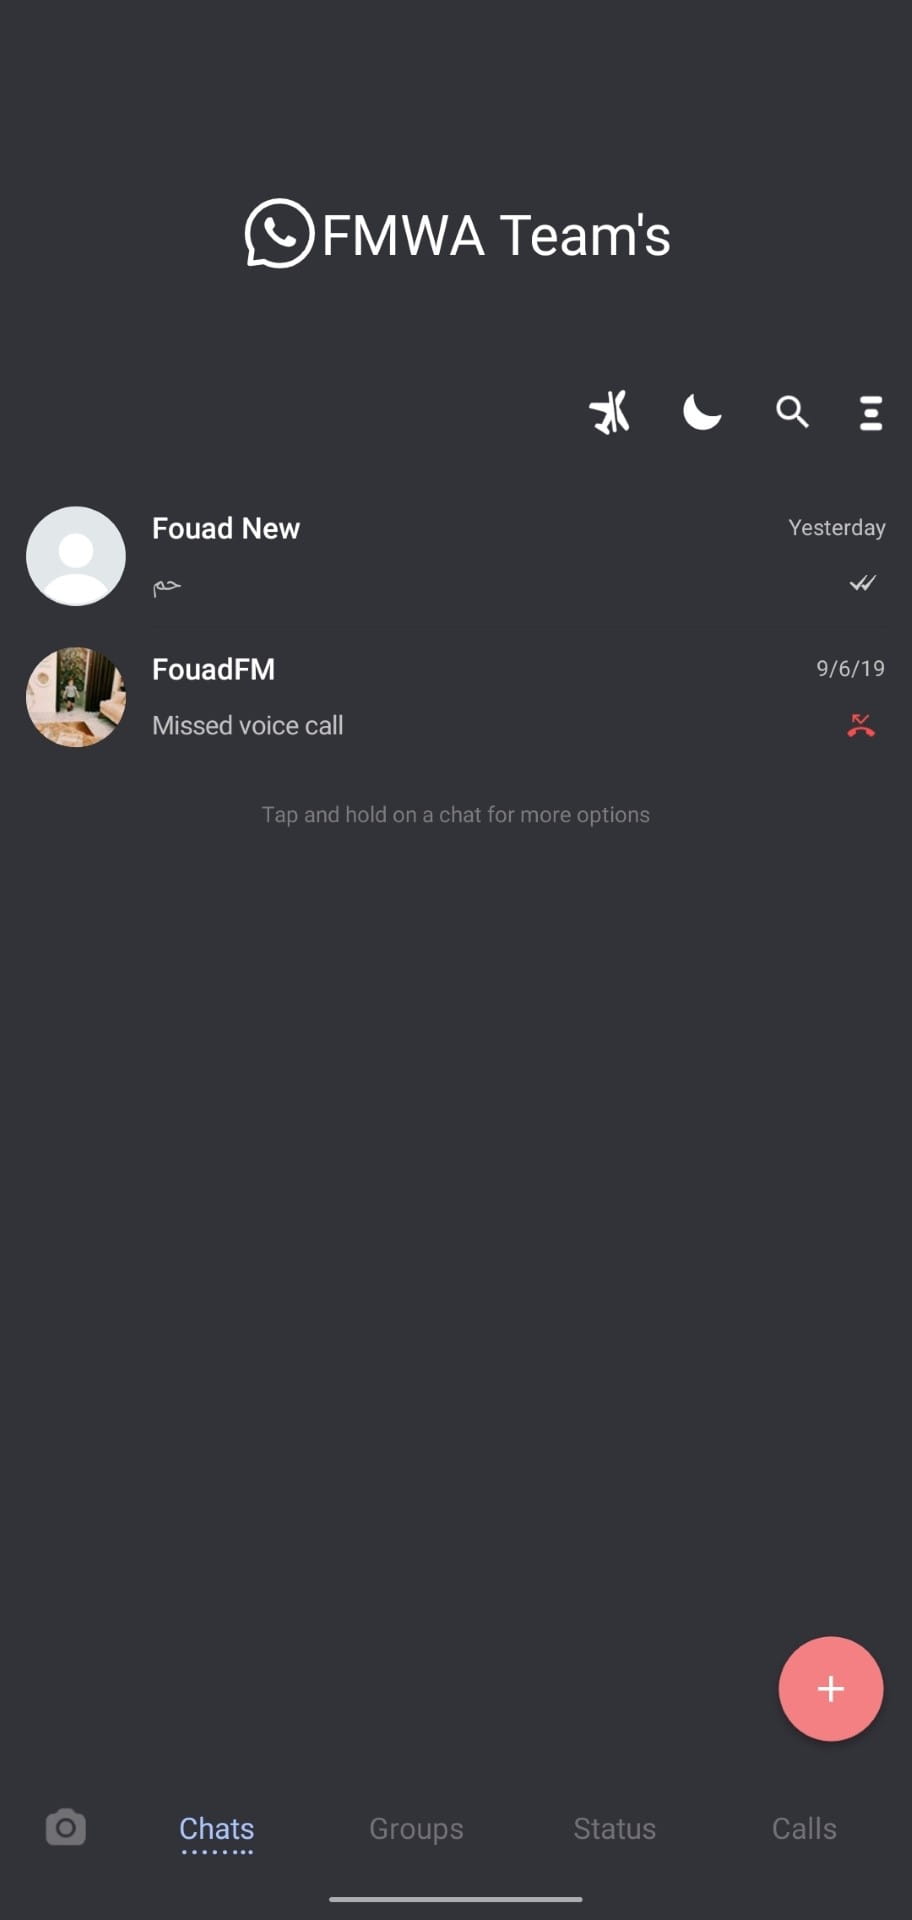 FMWA Team's
Fouad New
Yesterday
حم
FouadFM
9/6/19
Missed voice call
Tap and hold on a chat for more options
Chats
Groups
Status
Calls